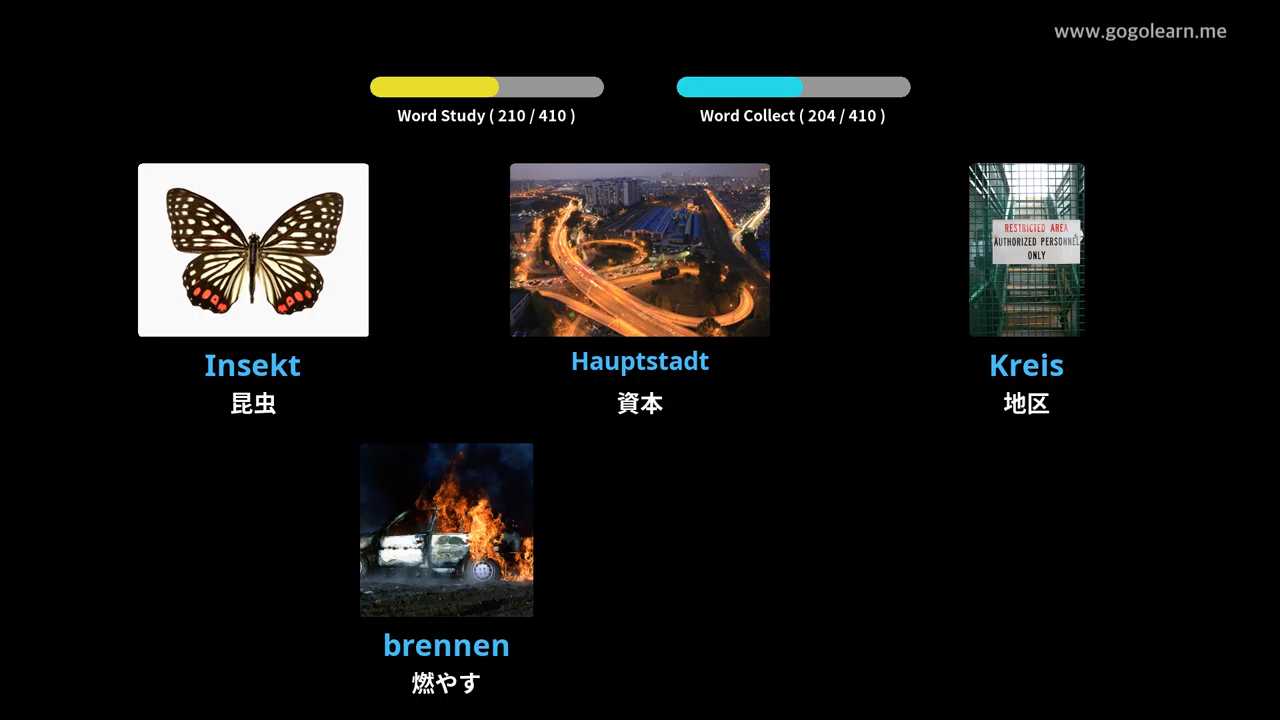 www.gogolearn.me
Word Study ( 210 / 410 )
Word Collect ( 204 / 410 )
RESTRICTED AREA
AUTHORIZED PERSONNEL
ONLY
Insekt
昆虫
Hauptstadt
資本
Kreis
地区
brennen
燃やす